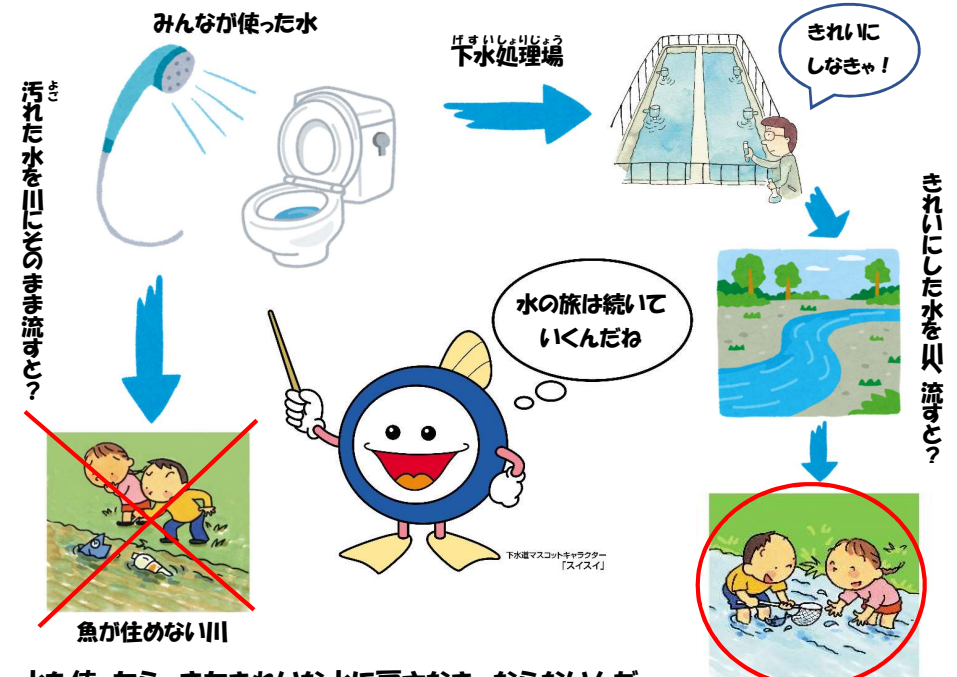 みんなが使った水
げすいしょりじょう
下水処理場
きれいに
しなきゃ！
よご
汚れた水を川にそのまま流すと？
きれいにした水を川へ流すと？
水の旅は続いて
いくんだね
下水道マスコットキャラクター
「スイスイ」
魚が住めない川